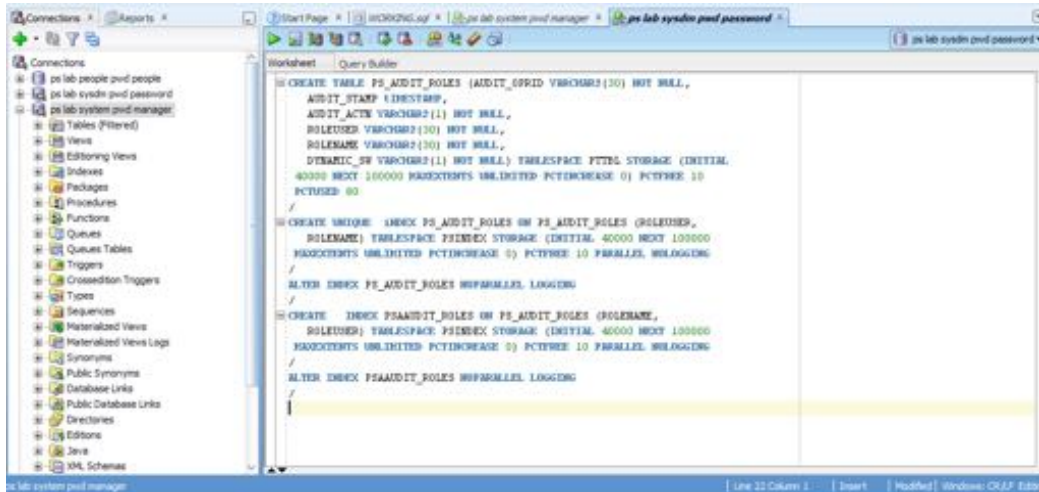 Connections
Reports
Start Page
WORKING.sql
ps lab system pwd manager
ps lab sysdm pwd password
ps lab sysdm pwd password
Connections
ps lab people pwd people
ps lab sysdm pwd password
ps lab system pwd manager
Tables (Filtered)
Views
Editioning Views
Indexes
Packages
Procedures
Functions
Queues
Queues Tables
Triggers
Crossedition Triggers
Types
Sequences
Materialized Views
Materialized Views Logs
Synonyms
Public Synonyms
Database Links
Public Database Links
Directories
Editions
Java
XML Schemas
Worksheet
Query Builder
CREATE TABLE PS_AUDIT_ROLES (AUDIT_OPRID VARCHAR2(30) NOT NULL,
AUDIT_STAMP TIMESTAMP,
AUDIT_ACTN VARCHAR2(1) NOT NULL,
ROLEUSER VARCHAR2(30) NOT NULL,
ROLENAME VARCHAR2(30) NOT NULL,
DYNAMIC_SW VARCHAR2(1) NOT NULL) TABLESPACE PTTBL STORAGE (INITIAL
40000 NEXT 100000 MAXEXTENTS UNLIMITED PCTINCREASE 0) PCTFREE 10
PCTUSED 80
/
CREATE UNIQUE INDEX PS_AUDIT_ROLES ON PS_AUDIT_ROLES (ROLEUSER,
ROLENAME) TABLESPACE PSINDEX STORAGE (INITIAL 40000 NEXT 100000
MAXEXTENTS UNLIMITED PCTINCREASE 0) PCTFREE 10 PARALLEL NOLOGGING
/
ALTER INDEX PS_AUDIT_ROLES NOPARALLEL LOGGING
/
CREATE INDEX PSAAUDIT_ROLES ON PS_AUDIT_ROLES (ROLENAME,
ROLEUSER) TABLESPACE PSINDEX STORAGE (INITIAL 40000 NEXT 100000
MAXEXTENTS UNLIMITED PCTINCREASE 0) PCTFREE 10 PARALLEL NOLOGGING
/
ALTER INDEX PSAAUDIT_ROLES NOPARALLEL LOGGING
/
ps lab system pwd manager
Line 22 Column 1
Insert
Modified
Windows: CR/LF
Editin